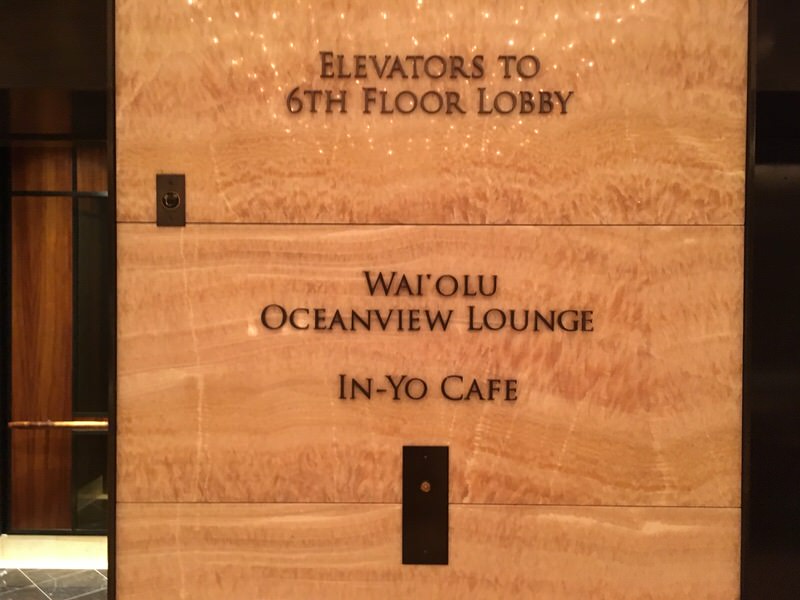 Elevators to
6th Floor Lobby
Wai'olu
Oceanview Lounge
In-Yo Cafe